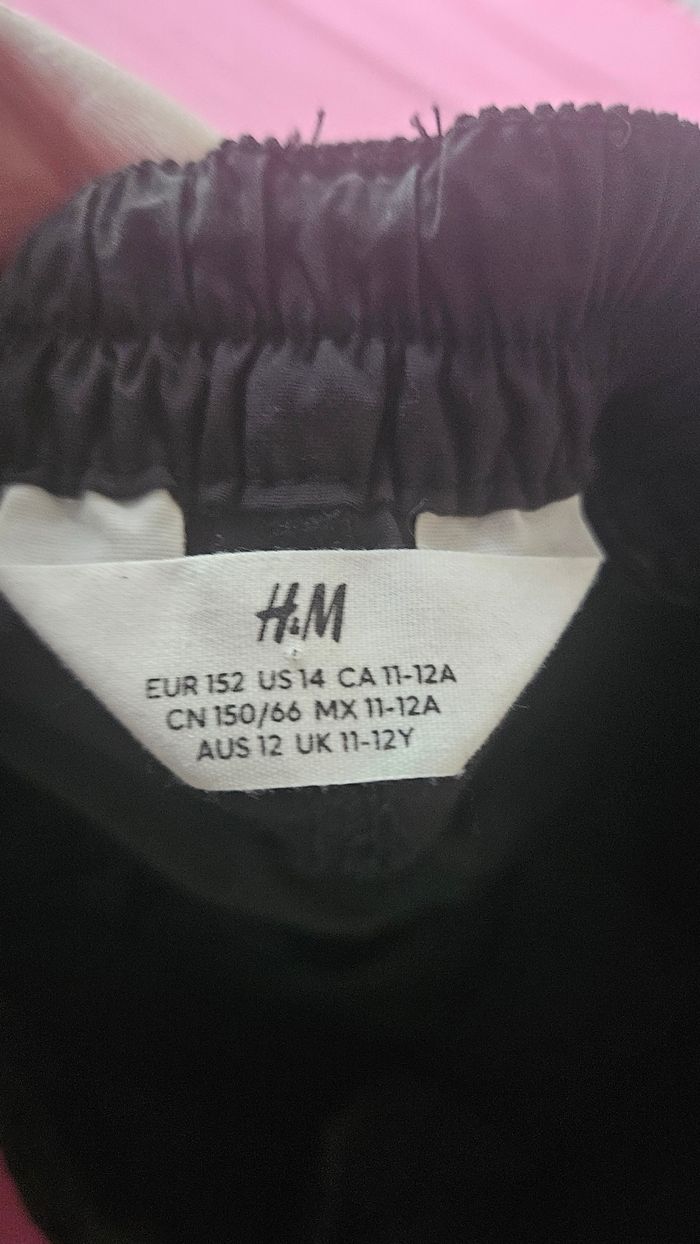 H&M
EUR 152 US 14 CA 11-12A
CN 150/66 MX 11-12A
AUS 12 UK 11-12Y